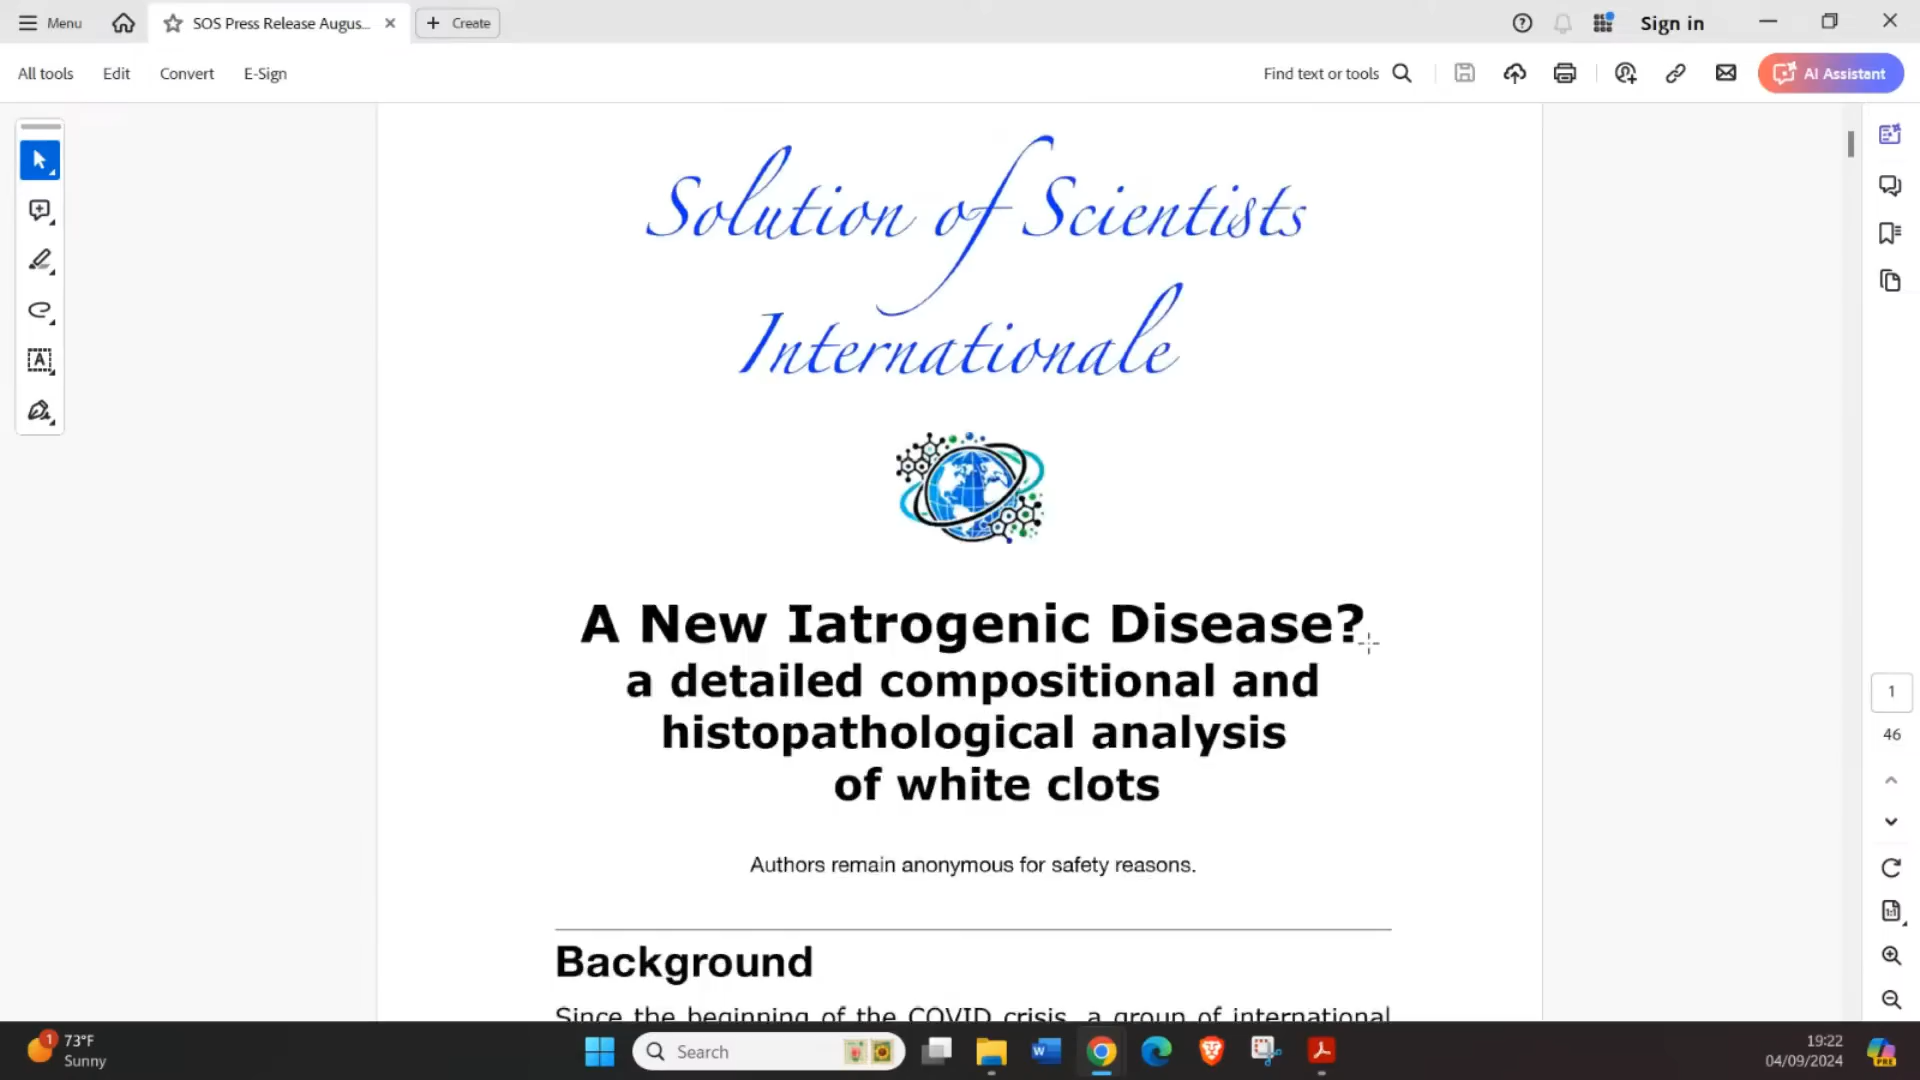 Menu
SOS Press Release Augus...
Create
Sign in
All tools
Edit
Convert
E-Sign
Find text or tools
AI Assistant
Solution of Scientists
Internationale
A New Iatrogenic Disease?
a detailed compositional and
histopathological analysis
of white clots
Authors remain anonymous for safety reasons.
Background
Since the beginning of the COVID crisis, a group of international
1
46
1
73°F
Sunny
Search
19:22
04/09/2024
PRE